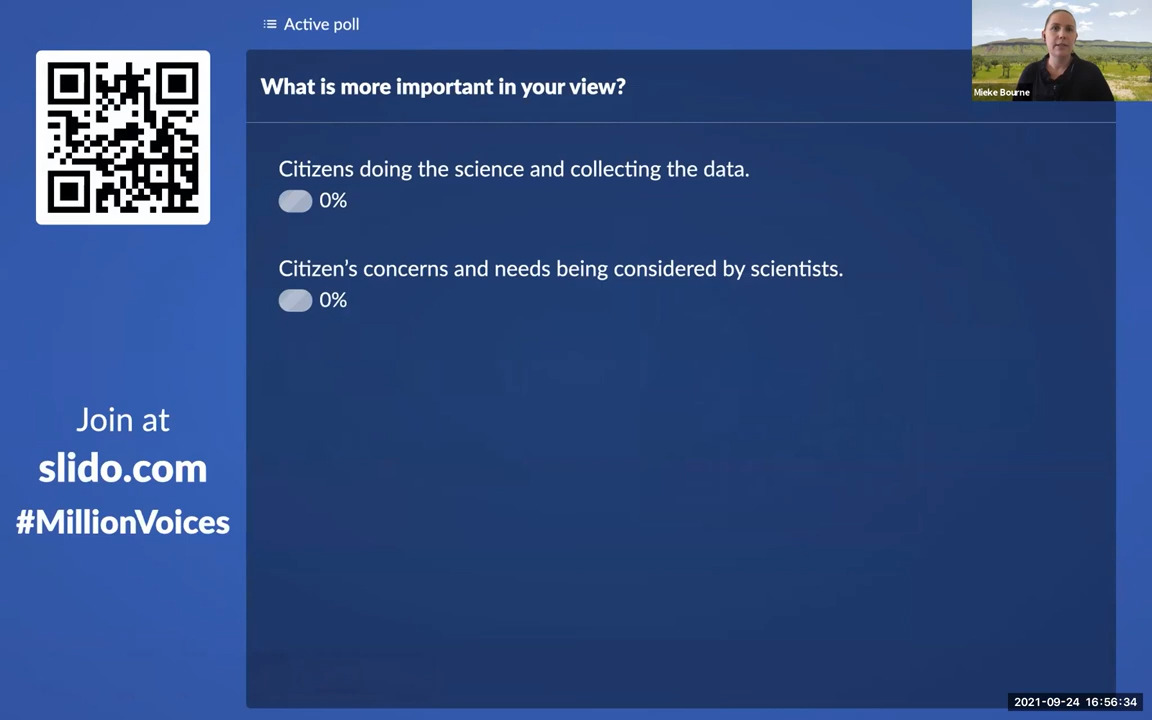 Active poll
What is more important in your view?
Mieke Bourne
Citizens doing the science and collecting the data.
0%
Citizen’s concerns and needs being considered by scientists.
0%
Join at
slido.com
#MillionVoices
2021-09-24 16:56:34